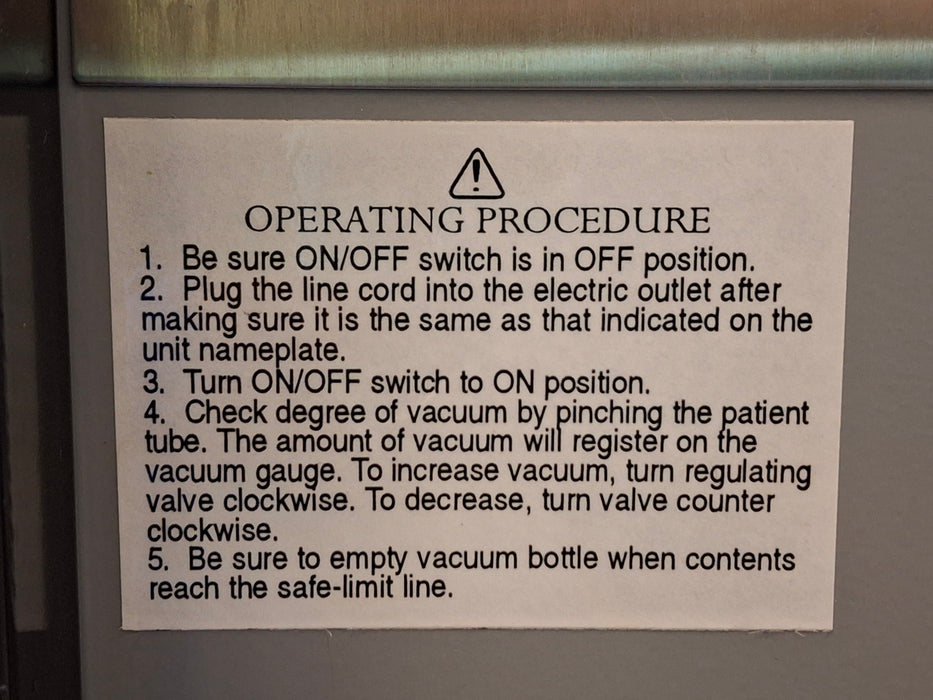 OPERATING PROCEDURE
1. Be sure ON/OFF switch is in OFF position.
2. Plug the line cord into the electric outlet after
making sure it is the same as that indicated on the
unit nameplate.
3. Turn ON/OFF switch to ON position.
4. Check degree of vacuum by pinching the patient
tube. The amount of vacuum will register on the
vacuum gauge. To increase vacuum, turn regulating
valve clockwise. To decrease, turn valve counter
clockwise.
5. Be sure to empty vacuum bottle when contents
reach the safe-limit line.